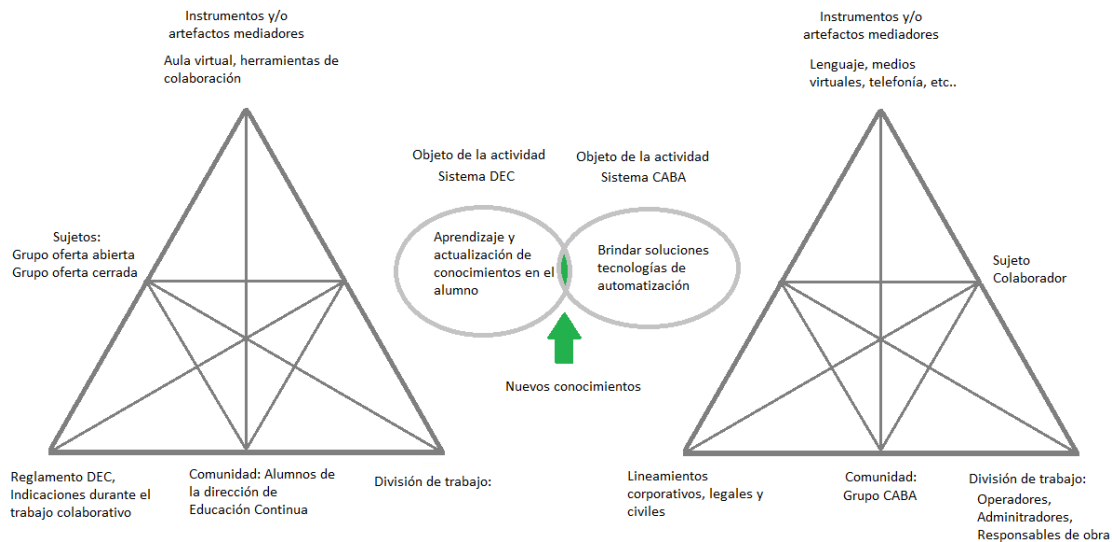 Instrumentos y/o
artefactos mediadores
Aula virtual, herramientas de
colaboración
Sujetos:
Grupo oferta abierta
Grupo oferta cerrada
Reglamento DEC,
Indicaciones durante el
trabajo colaborativo
Comunidad: Alumnos de
la dirección de
Educación Continua
División de trabajo:
Objeto de la actividad
Sistema DEC
Aprendizaje y
actualización de
conocimientos en el
alumno
Objeto de la actividad
Sistema CABA
Brindar soluciones
tecnologías de
automatización
Nuevos conocimientos
Instrumentos y/o
artefactos mediadores
Lenguaje, medios
virtuales, telefonía, etc..
Sujeto
Colaborador
Lineamientos
corporativos, legales y
civiles
Comunidad:
Grupo CABA
División de trabajo:
Operadores,
Adminitradores,
Responsables de obra